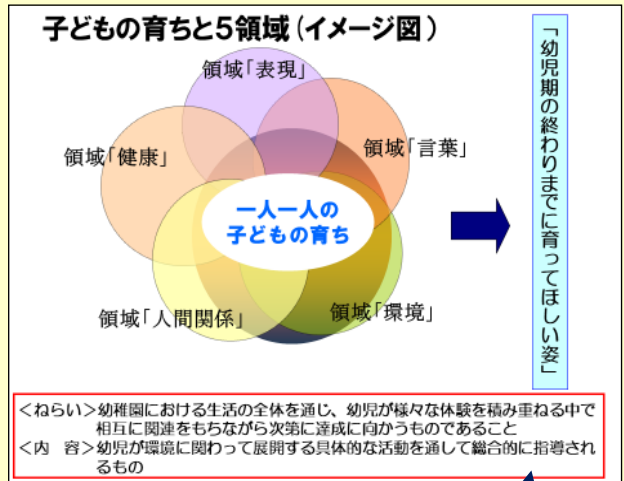 子どもの育ちと5領域(イメージ図)
領域「表現」
領域「言葉」
領域「健康」
一人一人の
子どもの育ち
領域「人間関係」
領域「環境」
「幼児期の終わりまでに育ってほしい姿」
<ねらい>幼稚園における生活の全体を通じ、幼児が様々な体験を積み重ねる中で
相互に関連をもちながら次第に達成に向かうものであること
<内　容>幼児が環境に関わって展開する具体的な活動を通して総合的に指導され
るもの